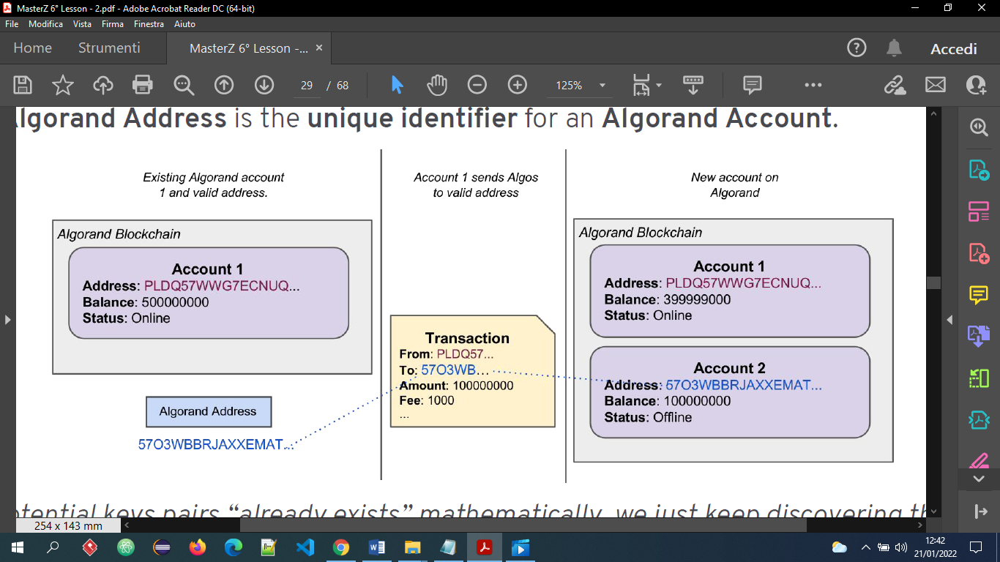 MasterZ 6° Lesson - 2.pdf - Adobe Acrobat Reader DC (64-bit)
File Modifica Vista Firma Finestra Aiuto
Home Strumenti MasterZ 6° Lesson -... × Accedi
29 / 68 125%
lgorand Address is the unique identifier for an Algorand Account.
Existing Algorand account
1 and valid address.
Algorand Blockchain
Account 1
Address: PLDQ57WWG7ECNUQ...
Balance: 500000000
Status: Online
Algorand Address
57O3WBBRJAXXEMAT...
Account 1 sends Algos
to valid address
Transaction
From: PLDQ57...
To: 57O3WB...
Amount: 100000000
Fee: 1000
...
New account on
Algorand
Algorand Blockchain
Account 1
Address: PLDQ57WWG7ECNUQ...
Balance: 399999000
Status: Online
Account 2
Address: 57O3WBBRJAXXEMAT...
Balance: 100000000
Status: Offline
otential keys pairs “already exists” mathematically, we just keep discovering th
254 x 143 mm
12:42
21/01/2022